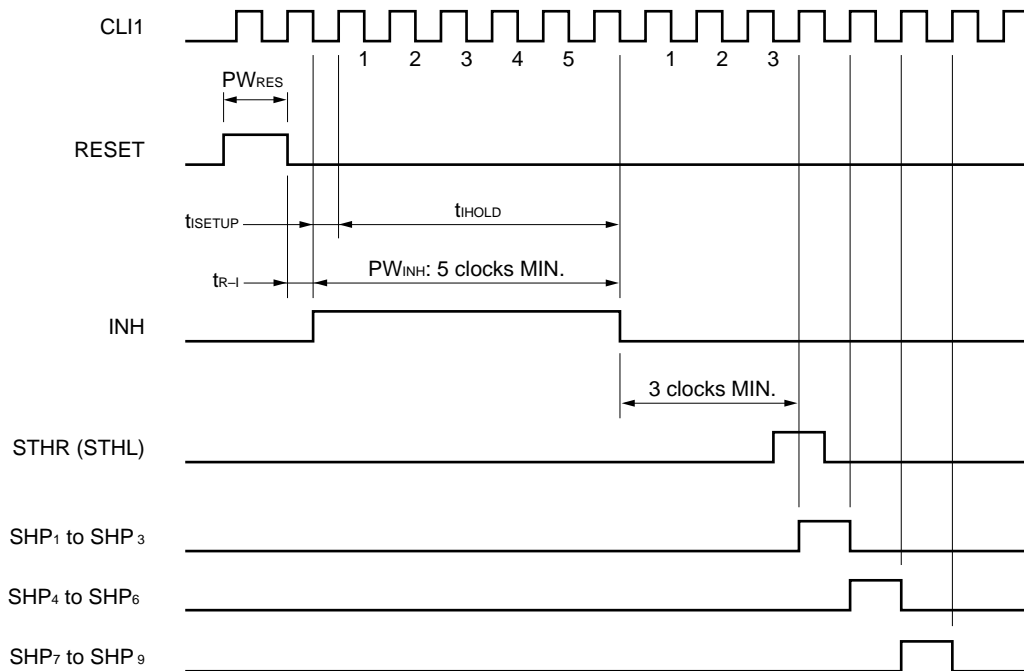 CLI1
1 2 3 4 5 1 2 3
PWRES
RESET
tISETUP
tIHOLD
PWINH: 5 clocks MIN.
tR–I
INH
3 clocks MIN.
STHR (STHL)
SHP1 to SHP3
SHP4 to SHP6
SHP7 to SHP9